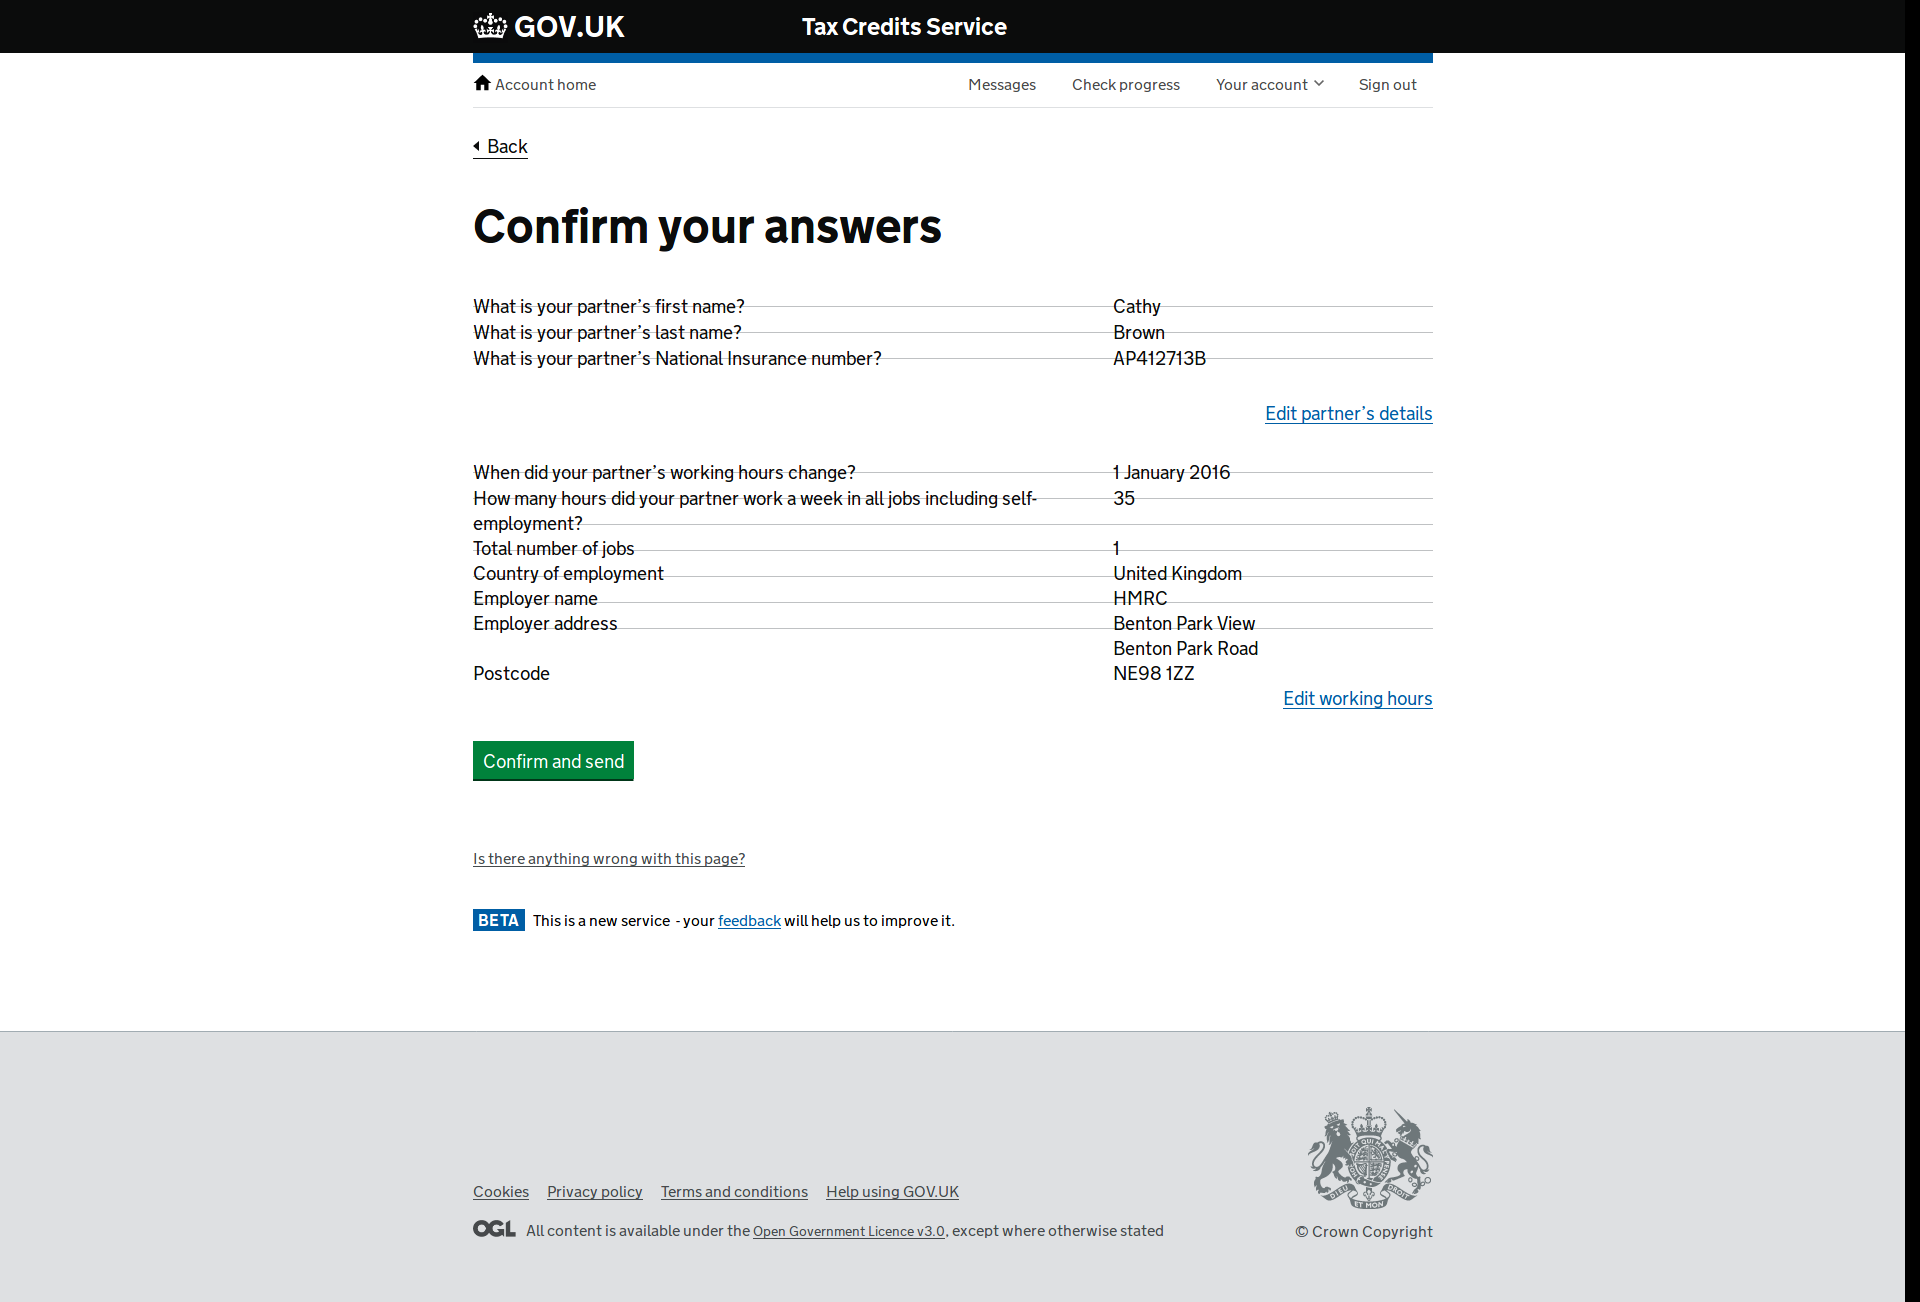 GOV.UK
Tax Credits Service
Account home
Messages
Check progress
Your account
Sign out
Back
Confirm your answers
What is your partner’s first name? Cathy
What is your partner’s last name? Brown
What is your partner’s National Insurance number? AP412713B
Edit partner’s details
When did your partner’s working hours change? 1 January 2016
How many hours did your partner work a week in all jobs including self- 35
employment?
Total number of jobs 1
Country of employment United Kingdom
Employer name HMRC
Employer address Benton Park View
Benton Park Road
Postcode NE98 1ZZ
Edit working hours
Confirm and send
Is there anything wrong with this page?
BETA This is a new service - your feedback will help us to improve it.
Cookies Privacy policy Terms and conditions Help using GOV.UK
OGL All content is available under the Open Government Licence v3.0, except where otherwise stated
© Crown Copyright